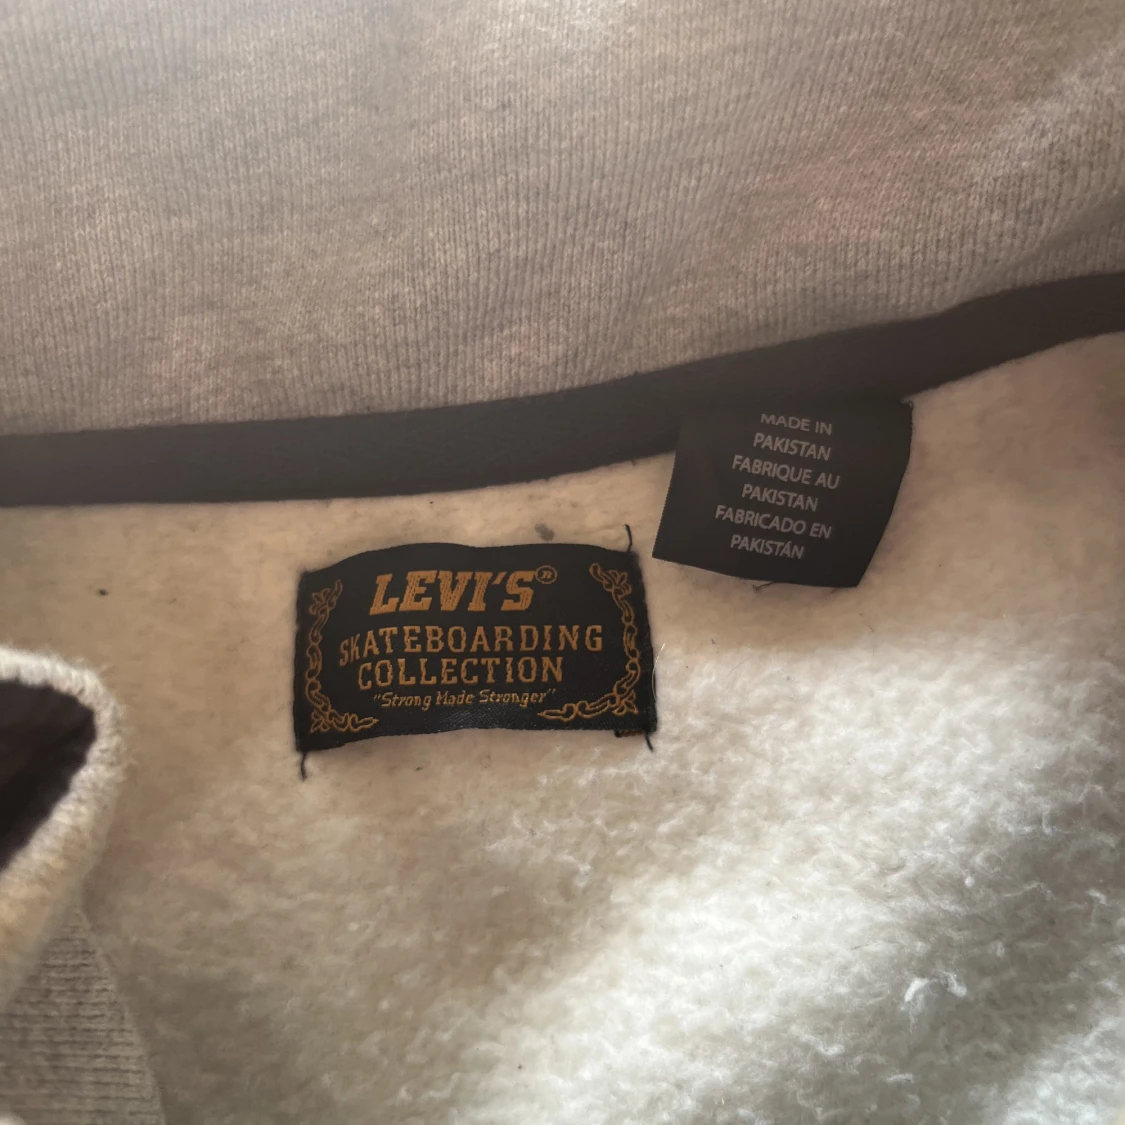 MADE IN
PAKISTAN
FABRIQUE AU
PAKISTAN
FABRICADO EN
PAKISTÁN
LEVI'S®
SKATEBOARDING
COLLECTION
"Strong Made Stronger"